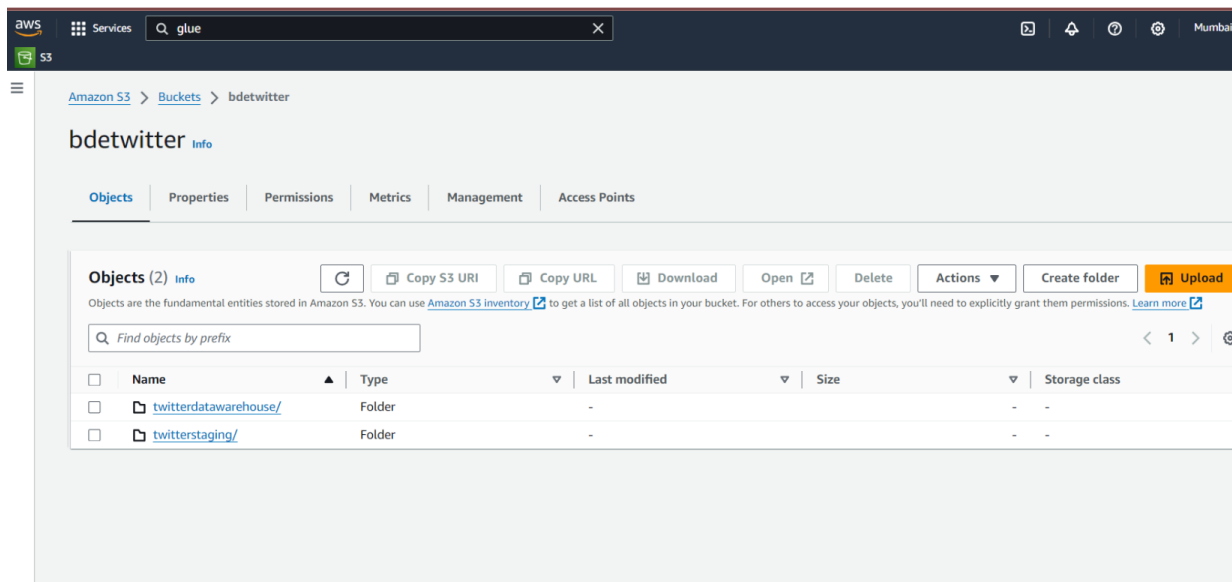 aws Services glue Mumbai
S3
Amazon S3 Buckets bdetwitter
bdetwitter Info
Objects Properties Permissions Metrics Management Access Points
Objects (2) Info Copy S3 URI Copy URL Download Open Delete Actions Create folder Upload
Objects are the fundamental entities stored in Amazon S3. You can use Amazon S3 inventory to get a list of all objects in your bucket. For others to access your objects, you'll need to explicitly grant them permissions. Learn more
Find objects by prefix 1
Name Type Last modified Size Storage class
twitterdatawarehouse/ Folder - - -
twitterstaging/ Folder - - -